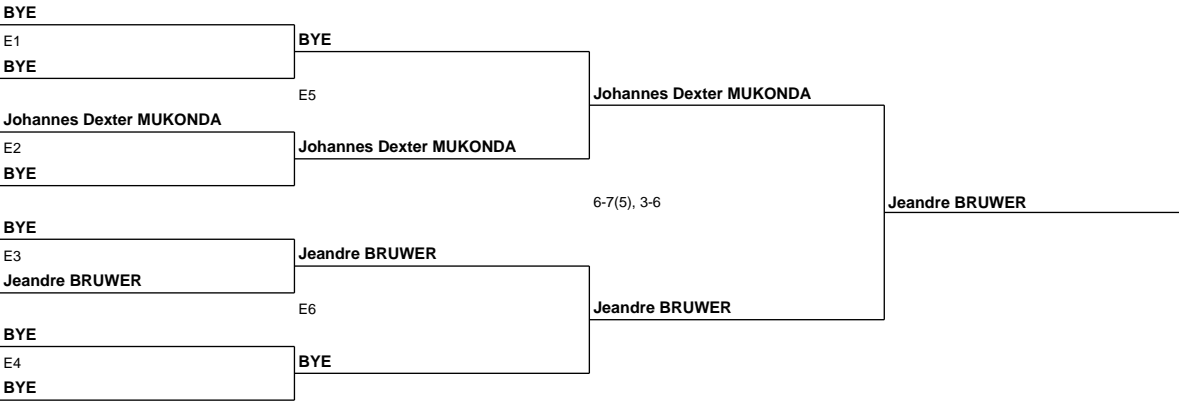 BYE
E1
BYE
BYE
E5
Johannes Dexter MUKONDA
Johannes Dexter MUKONDA
E2
Johannes Dexter MUKONDA
BYE
6-7(5), 3-6
Jeandre BRUWER
BYE
E3
Jeandre BRUWER
Jeandre BRUWER
E6
Jeandre BRUWER
BYE
E4
BYE
BYE